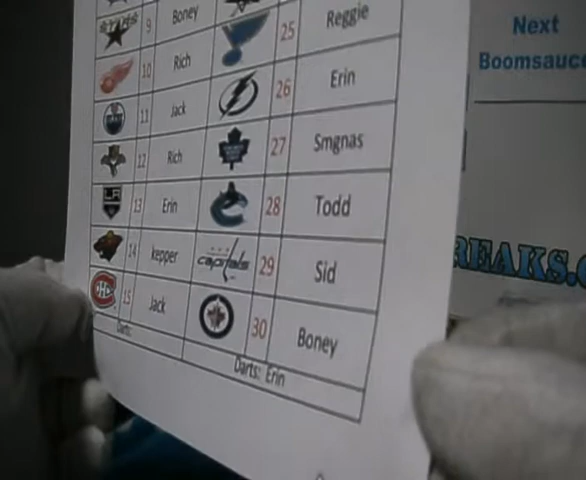 9 Boney 25 Reggie
10 Rich 26 Erin
11 Jack 27 Smgnas
12 Rich 28 Todd
13 Erin capitals 29 Sid
14 kepper 30 Boney
15 Jack
Darts: Darts: Erin
Next
Boomsauce
REAKS.